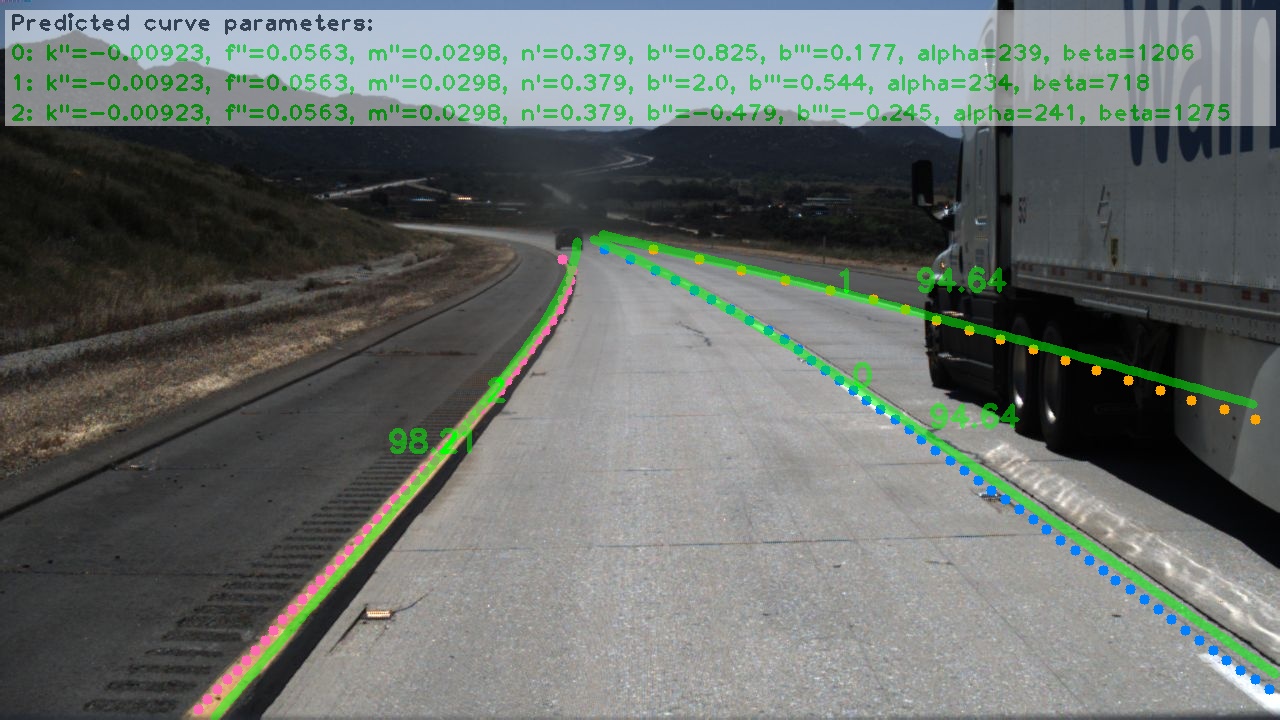 Predicted curve parameters:
0: k''=-0.00923, f''=0.0563, m''=0.0298, n'=0.379, b''=0.825, b'''=0.177, alpha=239, beta=1206
1: k''=-0.00923, f''=0.0563, m''=0.0298, n'=0.379, b''=2.0, b'''=0.544, alpha=234, beta=718
2: k''=-0.00923, f''=0.0563, m''=0.0298, n'=0.379, b''=-0.479, b'''=-0.245, alpha=241, beta=1275
Walm
53
1
94.64
0
94.64
2
98.21